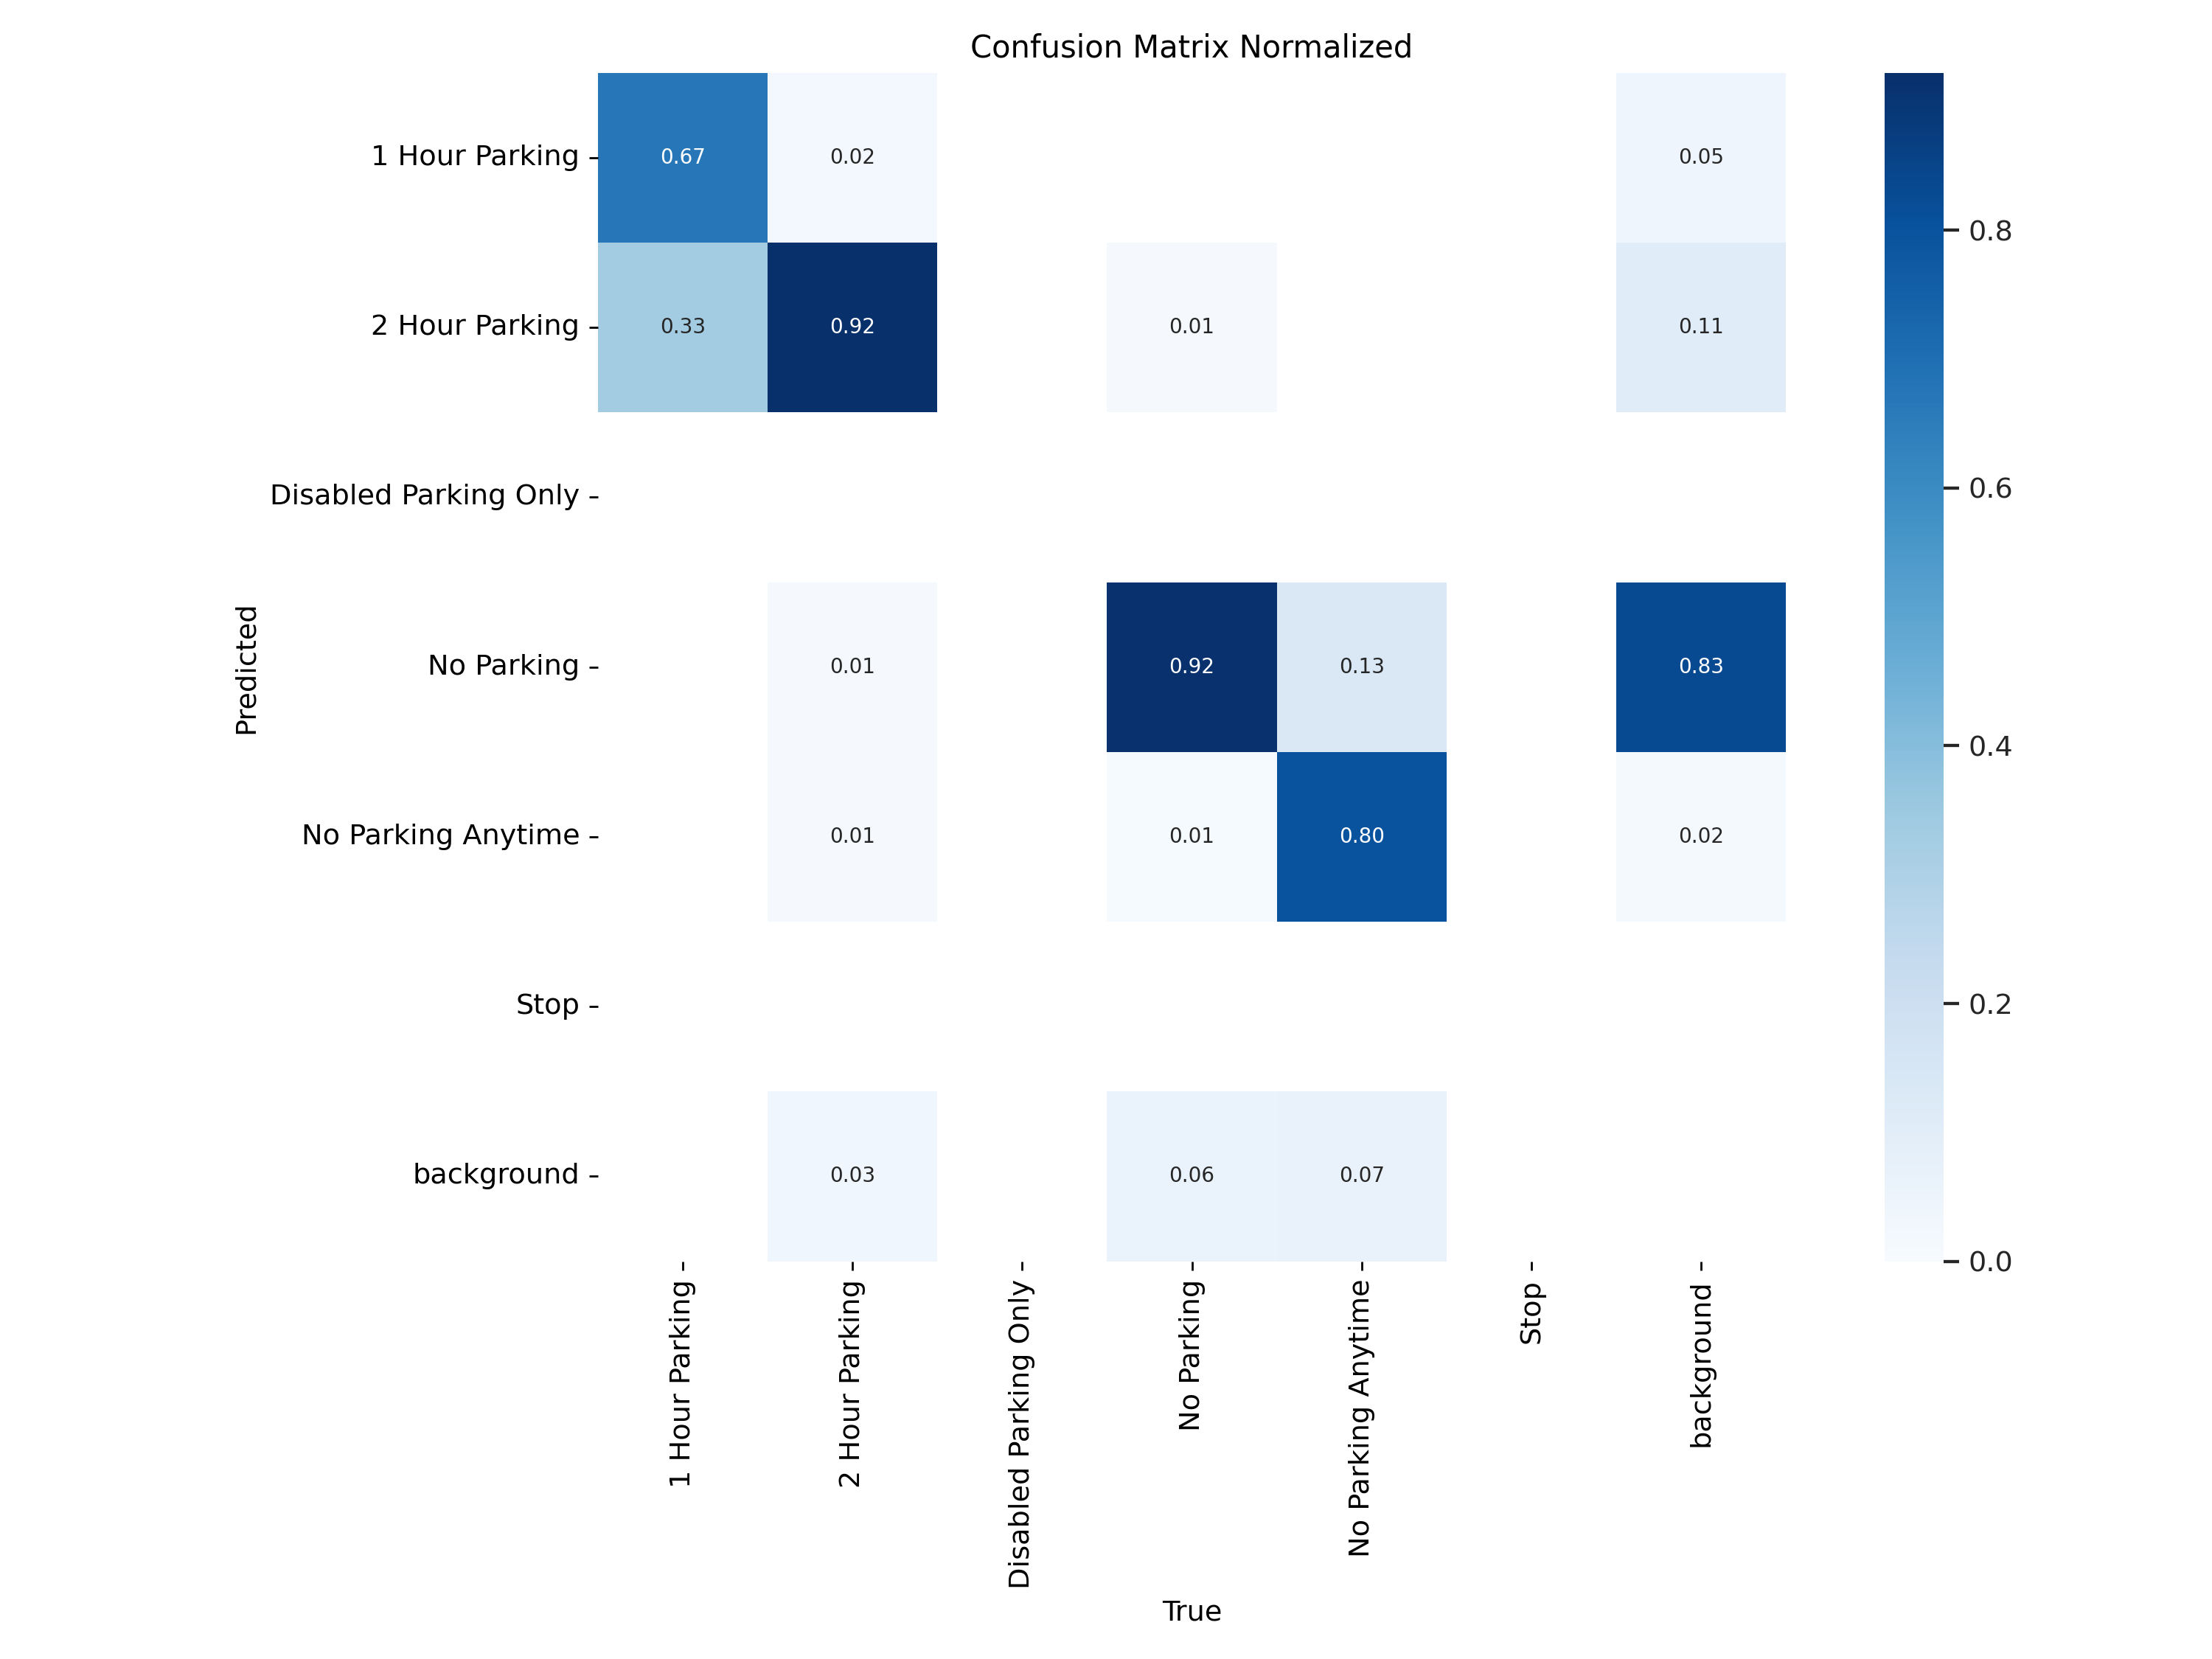 Confusion Matrix Normalized
1 Hour Parking
0.67
0.02
0.05
2 Hour Parking
0.33
0.92
0.01
0.11
Disabled Parking Only
No Parking
0.01
0.92
0.13
0.83
No Parking Anytime
0.01
0.01
0.80
0.02
Stop
background
0.03
0.06
0.07
Predicted
1 Hour Parking
2 Hour Parking
Disabled Parking Only
No Parking
No Parking Anytime
Stop
background
True
0.8
0.6
0.4
0.2
0.0